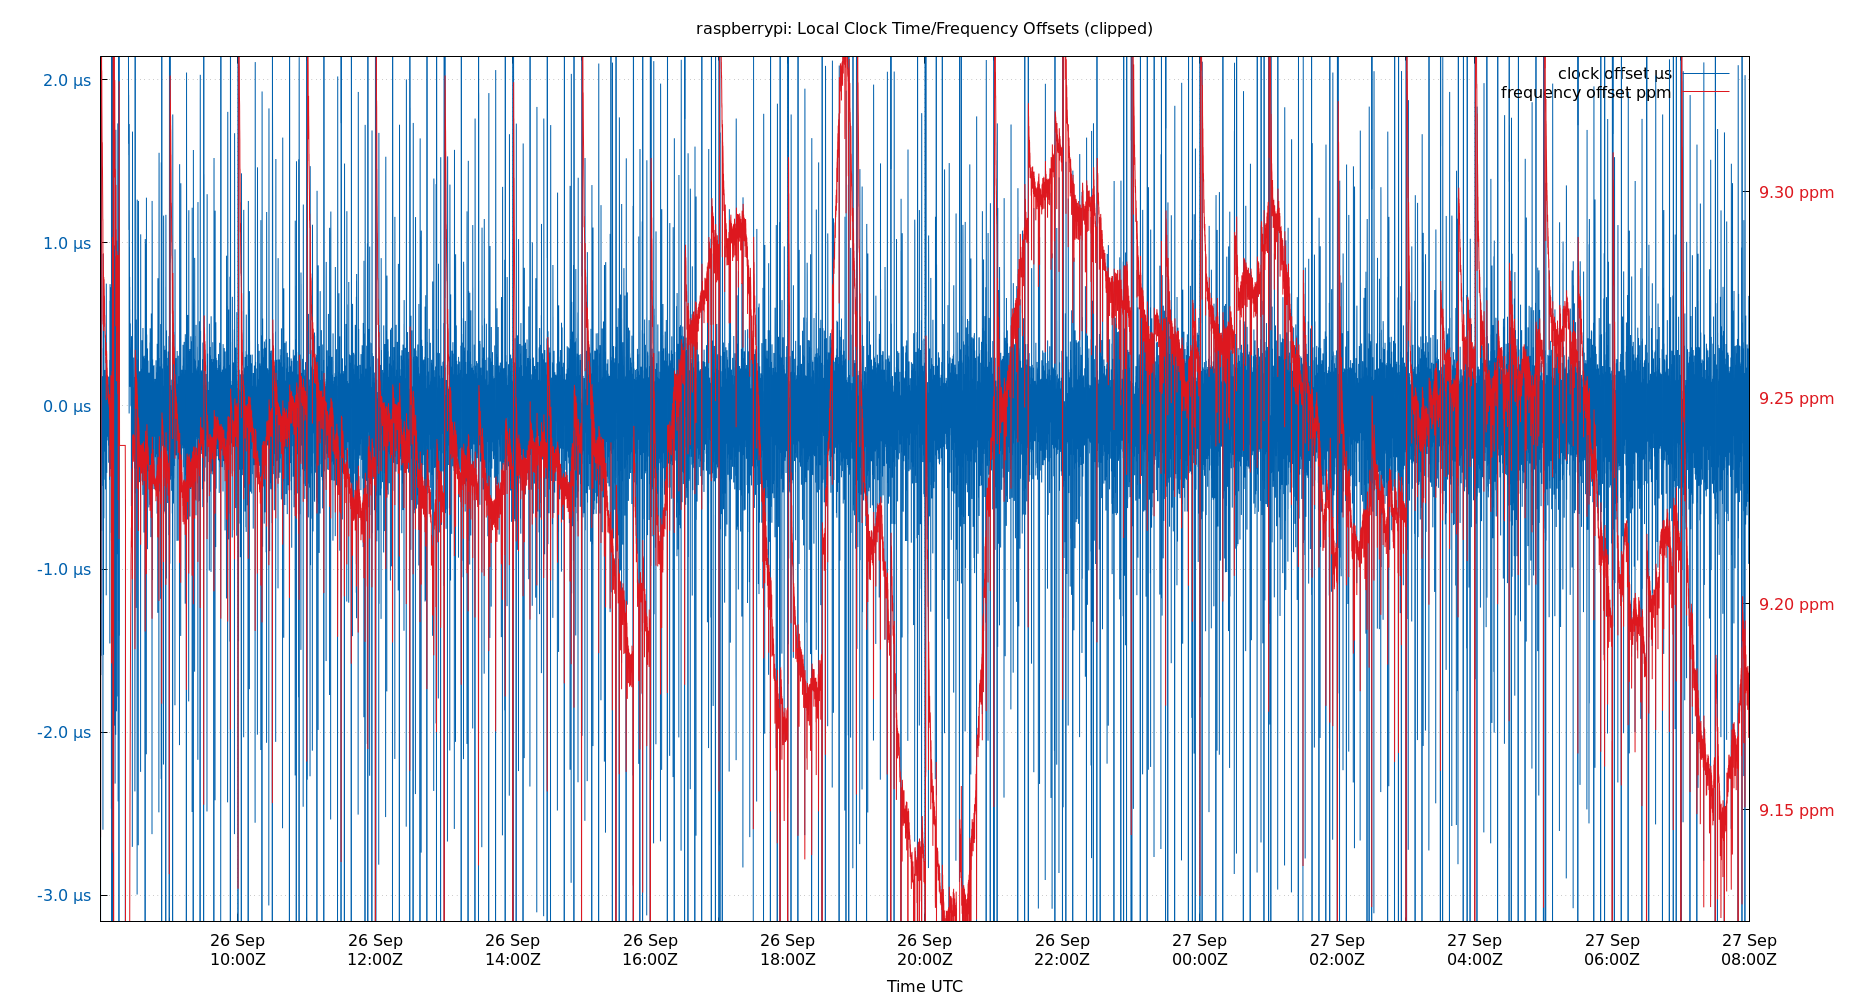 raspberrypi: Local Clock Time/Frequency Offsets (clipped)
clock offset µs
frequency offset ppm
2.0 µs
1.0 µs
0.0 µs
-1.0 µs
-2.0 µs
-3.0 µs
9.30 ppm
9.25 ppm
9.20 ppm
9.15 ppm
26 Sep 26 Sep 26 Sep 26 Sep 26 Sep 26 Sep 26 Sep 27 Sep 27 Sep 27 Sep 27 Sep 27 Sep
10:00Z 12:00Z 14:00Z 16:00Z 18:00Z 20:00Z 22:00Z 00:00Z 02:00Z 04:00Z 06:00Z 08:00Z
Time UTC